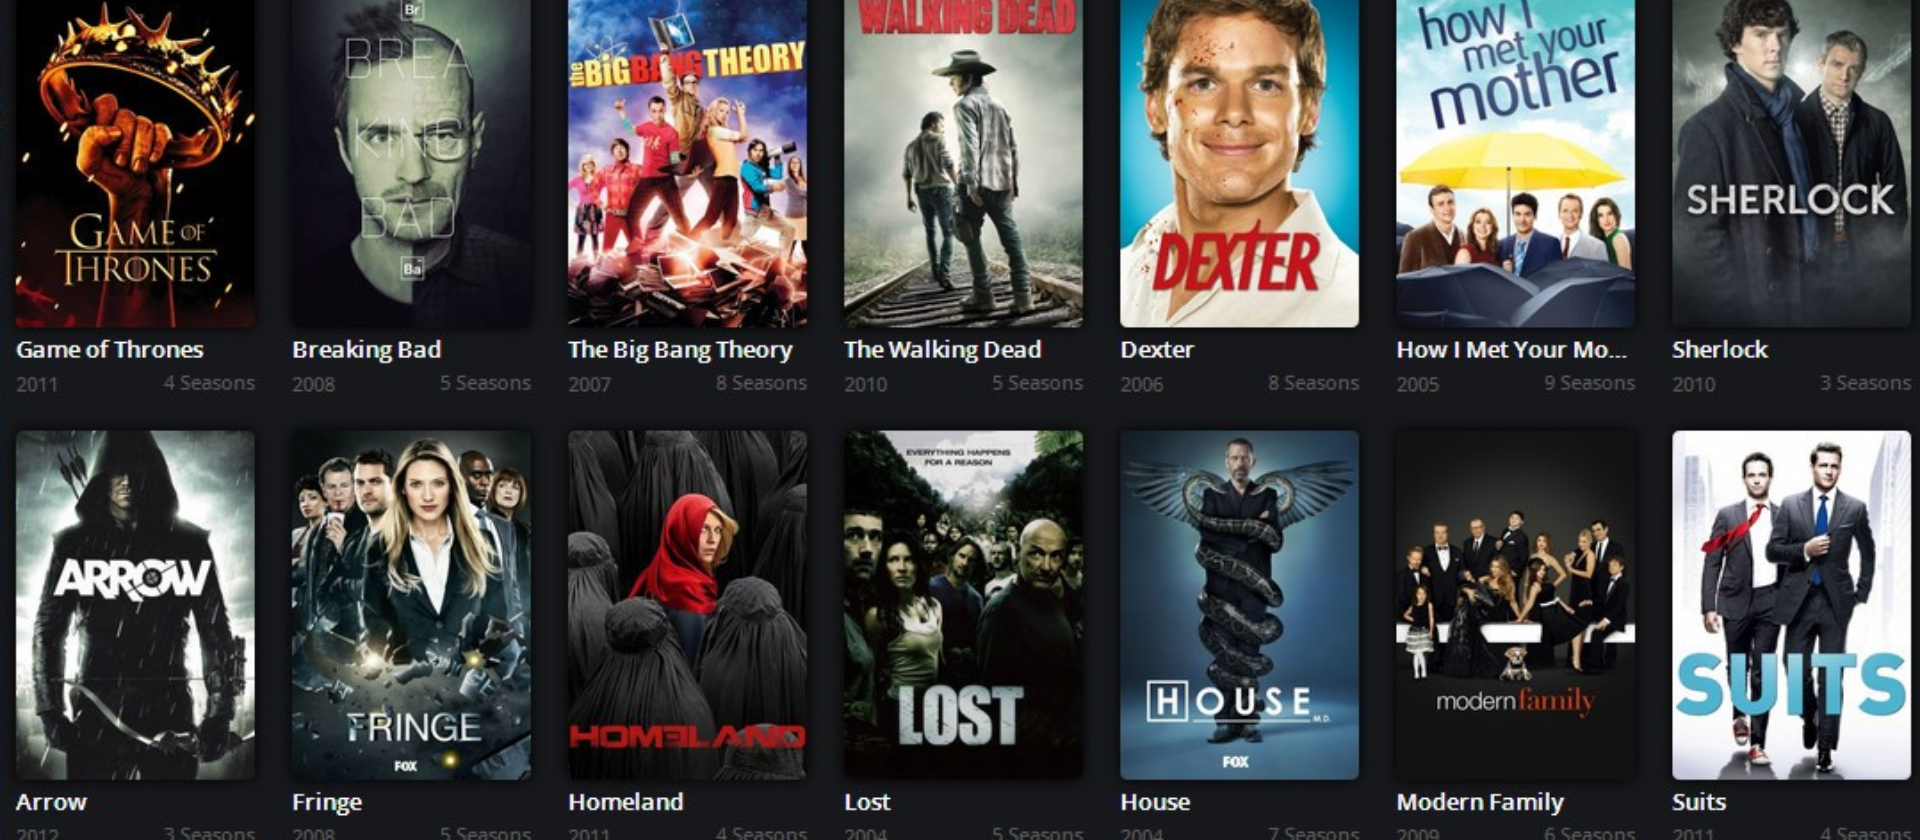 Br
BREA
KING
BAD
Ba
GAME OF
THRONES
the BiG BANG THEORY
WALKING DEAD
DEXTER
how I
met your
mother
SHERLOCK
Game of Thrones
2011 4 Seasons
Breaking Bad
2008 5 Seasons
The Big Bang Theory
2007 8 Seasons
The Walking Dead
2010 5 Seasons
Dexter
2006 8 Seasons
How I Met Your Mo...
2005 9 Seasons
Sherlock
2010 3 Seasons
ARROW
FRINGE
FOX
HOMELAND
EVERYTHING HAPPENS
FOR A REASON
LOST
HOUSE M.D.
FOX
modern family
SUITS
Arrow
2012 3 Seasons
Fringe
2008 5 Seasons
Homeland
2011 4 Seasons
Lost
2004 5 Seasons
House
2004 7 Seasons
Modern Family
2009 6 Seasons
Suits
2011 4 Seasons